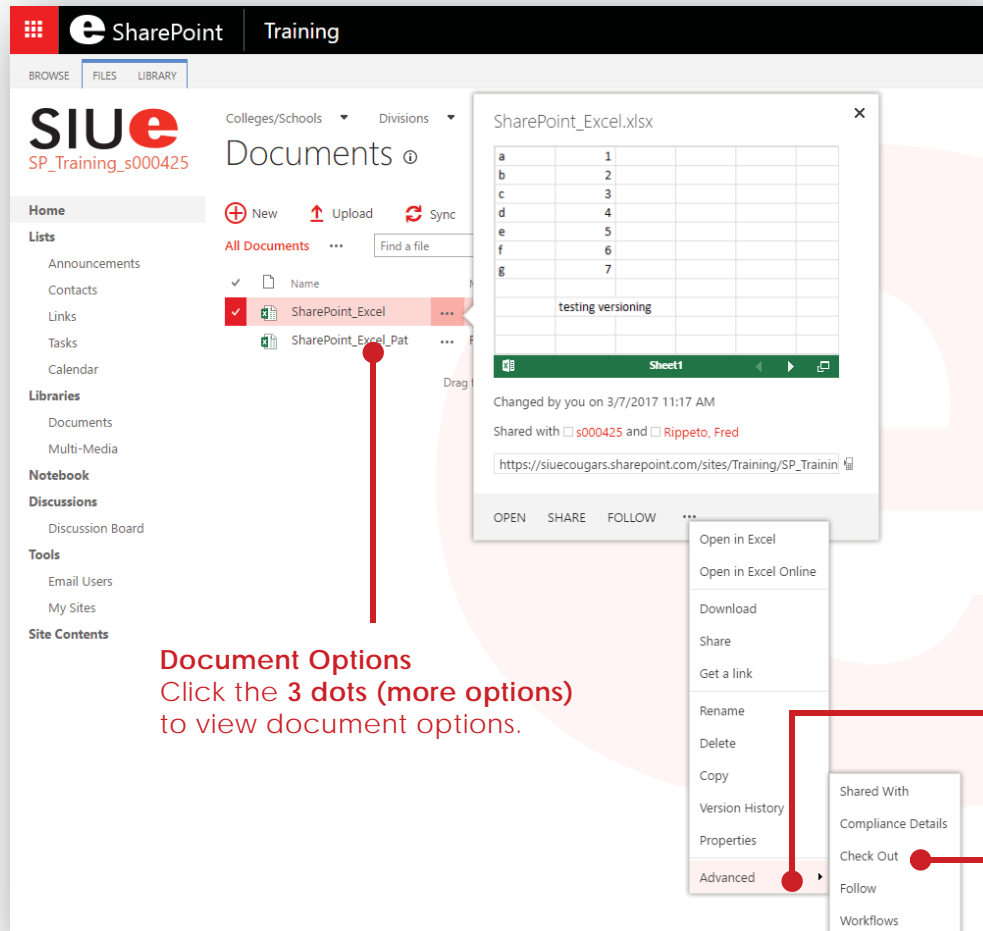 e SharePoint Training
BROWSE FILES LIBRARY
SIUe
SP_Training_s000425
Home
Lists
Announcements
Contacts
Links
Tasks
Calendar
Libraries
Documents
Multi-Media
Notebook
Discussions
Discussion Board
Tools
Email Users
My Sites
Site Contents
Colleges/Schools Divisions
Documents
New Upload Sync
All Documents ••• Find a file
Name
SharePoint_Excel •••
SharePoint_Excel_Pat •••
Drag
SharePoint_Excel.xlsx
a 1
b 2
c 3
d 4
e 5
f 6
g 7
testing versioning
Sheet1
Changed by you on 3/7/2017 11:17 AM
Shared with s000425 and Rippeto, Fred
https://siuecougars.sharepoint.com/sites/Training/SP_Trainin
OPEN SHARE FOLLOW •••
Open in Excel
Open in Excel Online
Download
Share
Get a link
Rename
Delete
Copy
Version History
Properties
Advanced
Shared With
Compliance Details
Check Out
Follow
Workflows
Document Options
Click the 3 dots (more options)
to view document options.